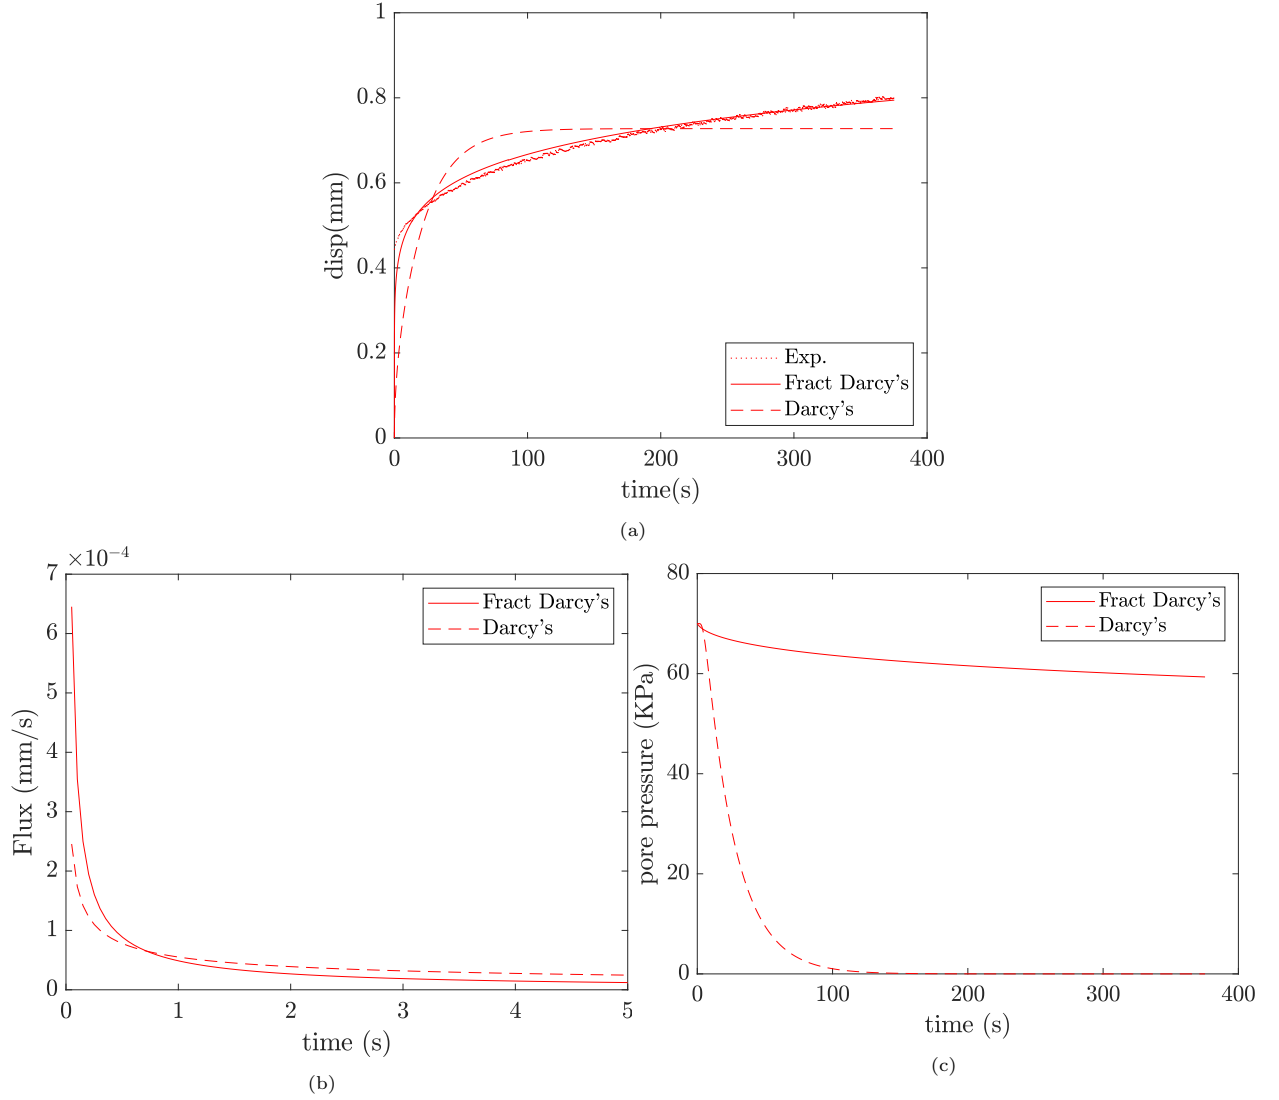 1
0.8
0.6
0.4
0.2
0
disp(mm)
Exp.
Fract Darcy's
Darcy's
0 100 200 300 400
time(s)
(a)
×10⁻⁴
7
6
5
4
3
2
1
0
Flux (mm/s)
Fract Darcy's
Darcy's
0 1 2 3 4 5
time (s)
(b)
80
60
40
20
0
pore pressure (KPa)
Fract Darcy's
Darcy's
0 100 200 300 400
time (s)
(c)